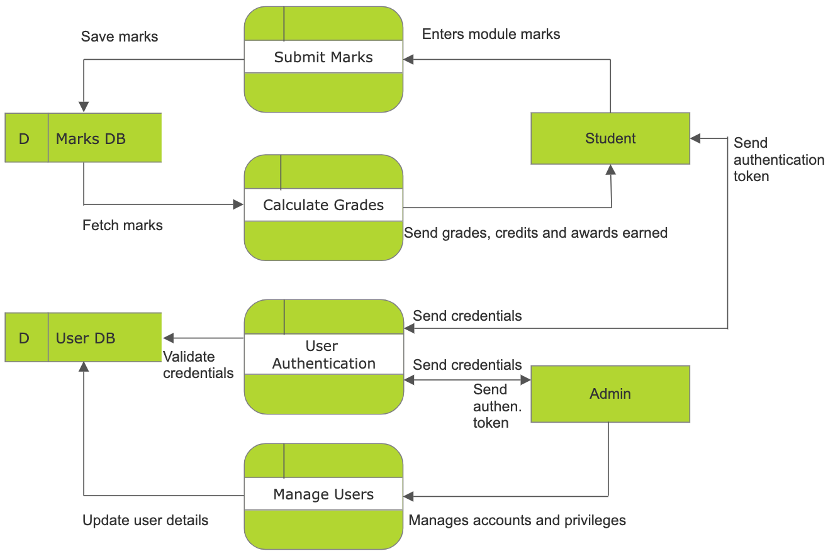 Save marks
Enters module marks
Submit Marks
D
Marks DB
Student
Send
authentication
token
Fetch marks
Calculate Grades
Send grades, credits and awards earned
Send credentials
D
User DB
User
Authentication
Validate
credentials
Send credentials
Send
authen.
token
Admin
Manage Users
Update user details
Manages accounts and privileges